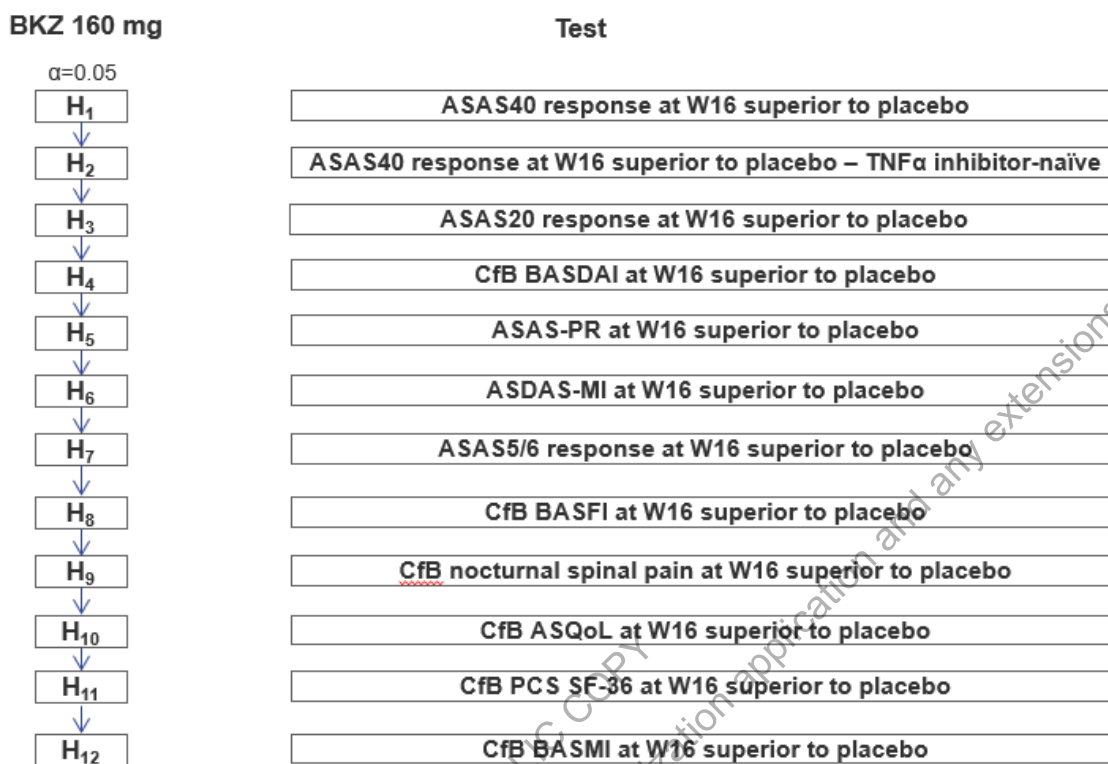 BKZ 160 mg Test
α=0.05
H₁ ASAS40 response at W16 superior to placebo
H₂ ASAS40 response at W16 superior to placebo – TNFα inhibitor-naïve
H₃ ASAS20 response at W16 superior to placebo
H₄ CfB BASDAI at W16 superior to placebo
H₅ ASAS-PR at W16 superior to placebo
H₆ ASDAS-MI at W16 superior to placebo
H₇ ASAS5/6 response at W16 superior to placebo
H₈ CfB BASFI at W16 superior to placebo
H₉ CfB nocturnal spinal pain at W16 superior to placebo
H₁₀ CfB ASQoL at W16 superior to placebo
H₁₁ CfB PCS SF-36 at W16 superior to placebo
H₁₂ CfB BASMI at W16 superior to placebo
COPY
application and any extensions